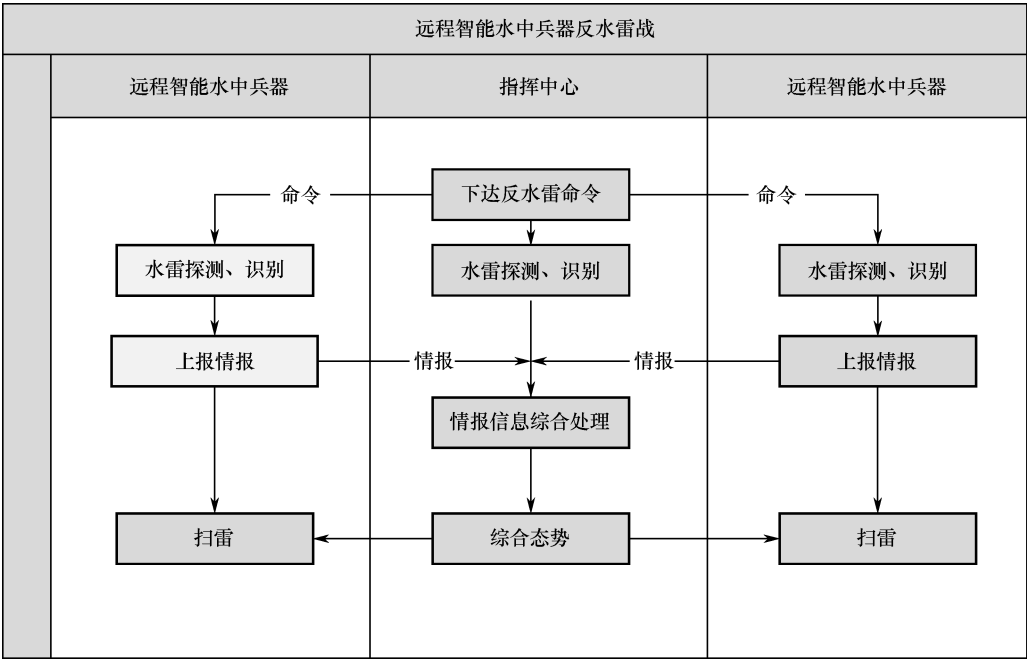 远程智能水中兵器反水雷战
远程智能水中兵器
指挥中心
远程智能水中兵器
命令
下达反水雷命令
命令
水雷探测、识别
水雷探测、识别
水雷探测、识别
上报情报
情报
情报
上报情报
情报信息综合处理
扫雷
综合态势
扫雷